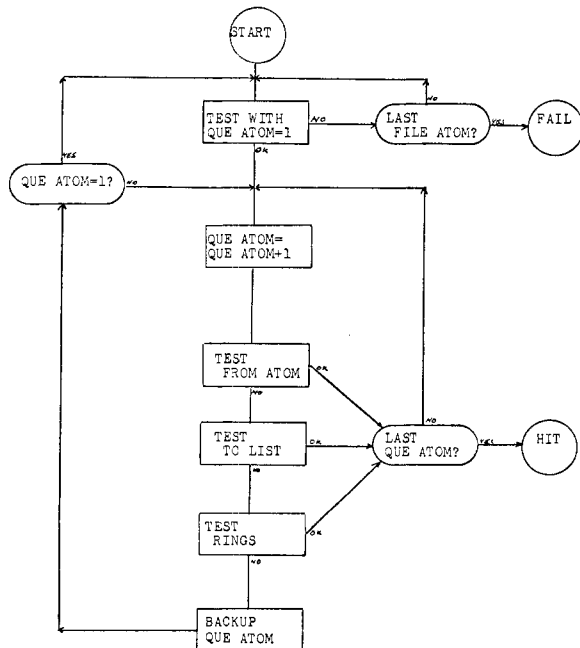 START
TEST WITH
QUE ATOM=1
NO
LAST
FILE ATOM?
NO
YES
FAIL
OK
YES
QUE ATOM=1?
NO
QUE ATOM=
QUE ATOM+1
TEST
FROM ATOM
OK
NO
TEST
TO LIST
OK
NO
LAST
QUE ATOM?
NO
YES
HIT
TEST
RINGS
OK
NO
BACKUP
QUE ATOM